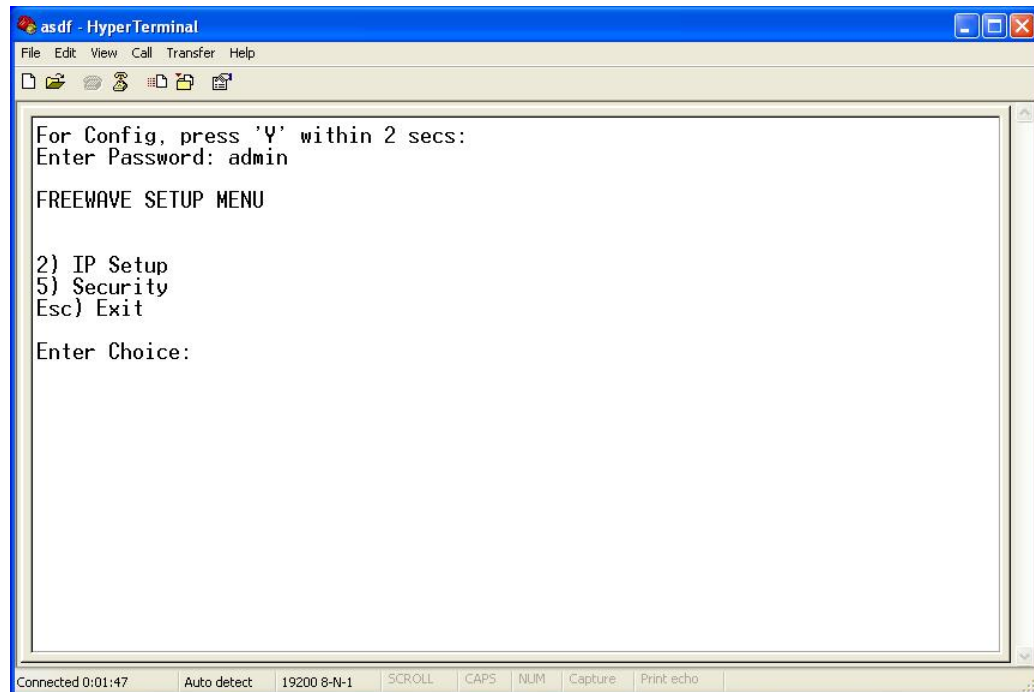 asdf - HyperTerminal
File Edit View Call Transfer Help
For Config, press 'Y' within 2 secs:
Enter Password: admin
FREEWAVE SETUP MENU
2) IP Setup
5) Security
Esc) Exit
Enter Choice:
Connected 0:01:47 Auto detect 19200 8-N-1 SCROLL CAPS NUM Capture Print echo